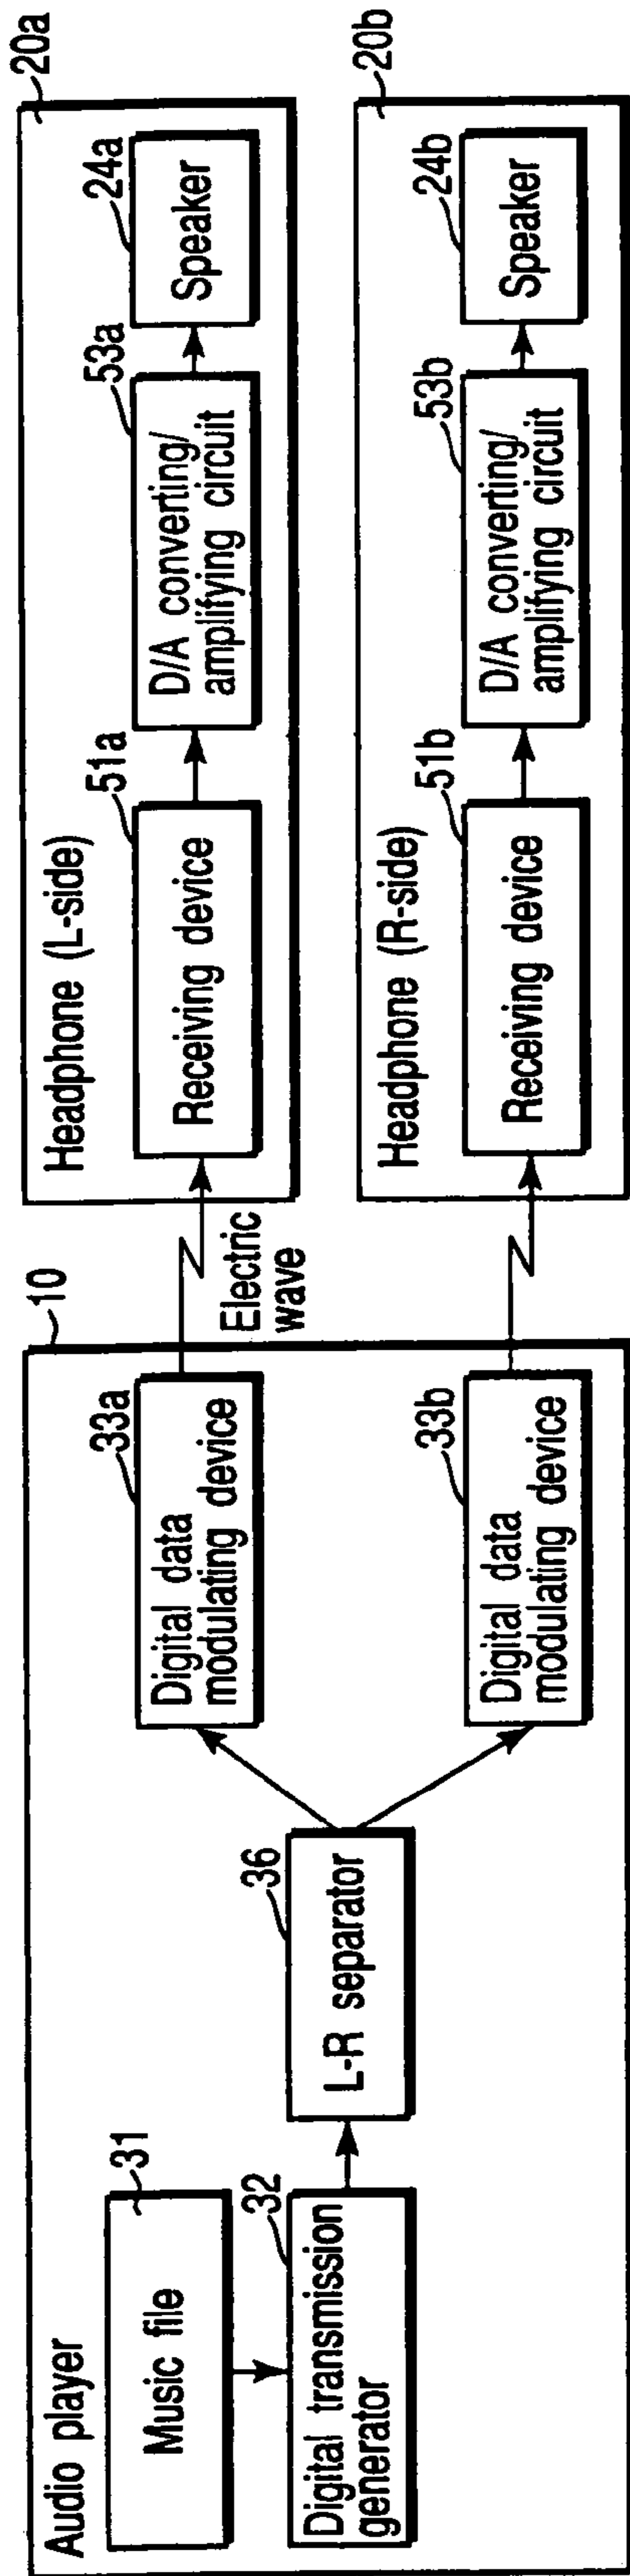 Audio player
10
Music file
31
Digital transmission
generator
32
L-R separator
36
Digital data
modulating device
33a
Digital data
modulating device
33b
Electric
wave
Headphone (L-side)
20a
Receiving device
51a
D/A converting/
amplifying circuit
53a
Speaker
24a
Headphone (R-side)
20b
Receiving device
51b
D/A converting/
amplifying circuit
53b
Speaker
24b